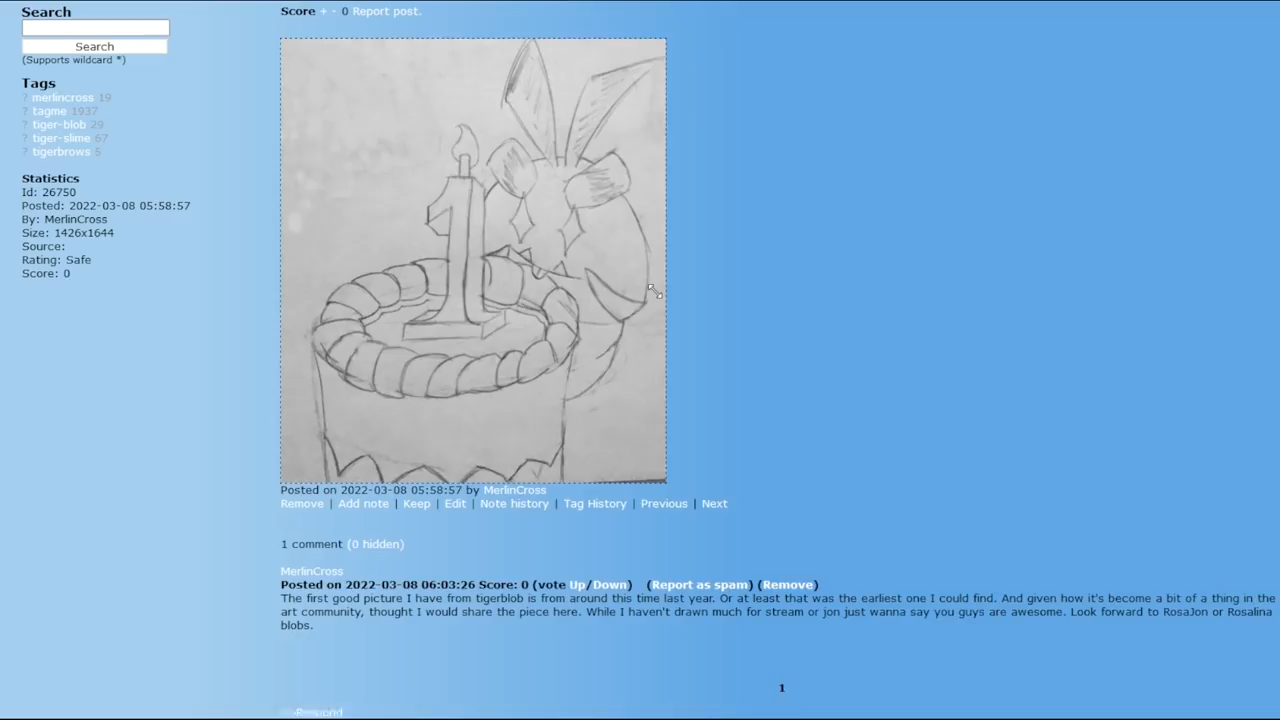 Search
Search
(Supports wildcard *)
Tags
? merlincross 19
? tagme 1937
? tiger-blob 29
? tiger-slime 67
? tigerbrows 5
Statistics
Id: 26750
Posted: 2022-03-08 05:58:57
By: MerlinCross
Size: 1426x1644
Source:
Rating: Safe
Score: 0
Score + - 0 Report post.
1
Posted on 2022-03-08 05:58:57 by MerlinCross
Remove | Add note | Keep | Edit | Note history | Tag History | Previous | Next
1 comment (0 hidden)
MerlinCross
Posted on 2022-03-08 06:03:26 Score: 0 (vote Up/Down) (Report as spam) (Remove)
The first good picture I have from tigerblob is from around this time last year. Or at least that was the earliest one I could find. And given how it's become a bit of a thing in the
art community, thought I would share the piece here. While I haven't drawn much for stream or jon just wanna say you guys are awesome. Look forward to RosaJon or Rosalina
blobs.
1
Respond